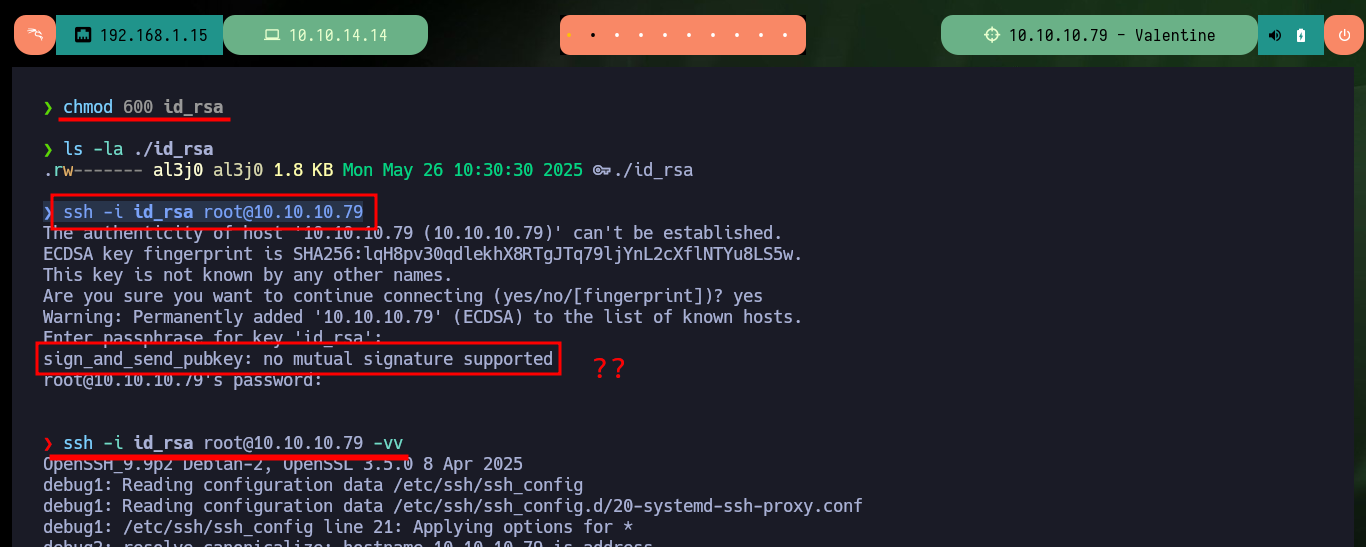 192.168.1.15 10.10.14.14 10.10.10.79 - Valentine
❯ chmod 600 id_rsa
❯ ls -la ./id_rsa
.rw------- al3j0 al3j0 1.8 KB Mon May 26 10:30:30 2025 ./id_rsa
❯ ssh -i id_rsa root@10.10.10.79
The authenticity of host '10.10.10.79 (10.10.10.79)' can't be established.
ECDSA key fingerprint is SHA256:lqH8pv30qdlekhX8RTgJTq79ljYnL2cXflNTYu8LS5w.
This key is not known by any other names.
Are you sure you want to continue connecting (yes/no/[fingerprint])? yes
Warning: Permanently added '10.10.10.79' (ECDSA) to the list of known hosts.
Enter passphrase for key 'id_rsa':
sign_and_send_pubkey: no mutual signature supported
??
root@10.10.10.79's password:
❯ ssh -i id_rsa root@10.10.10.79 -vv
OpenSSH_9.9p2 Debian-2, OpenSSL 3.5.0 8 Apr 2025
debug1: Reading configuration data /etc/ssh/ssh_config
debug1: Reading configuration data /etc/ssh/ssh_config.d/20-systemd-ssh-proxy.conf
debug1: /etc/ssh/ssh_config line 21: Applying options for *
debug2: resolve_canonicalize: hostname 10.10.10.79 is address